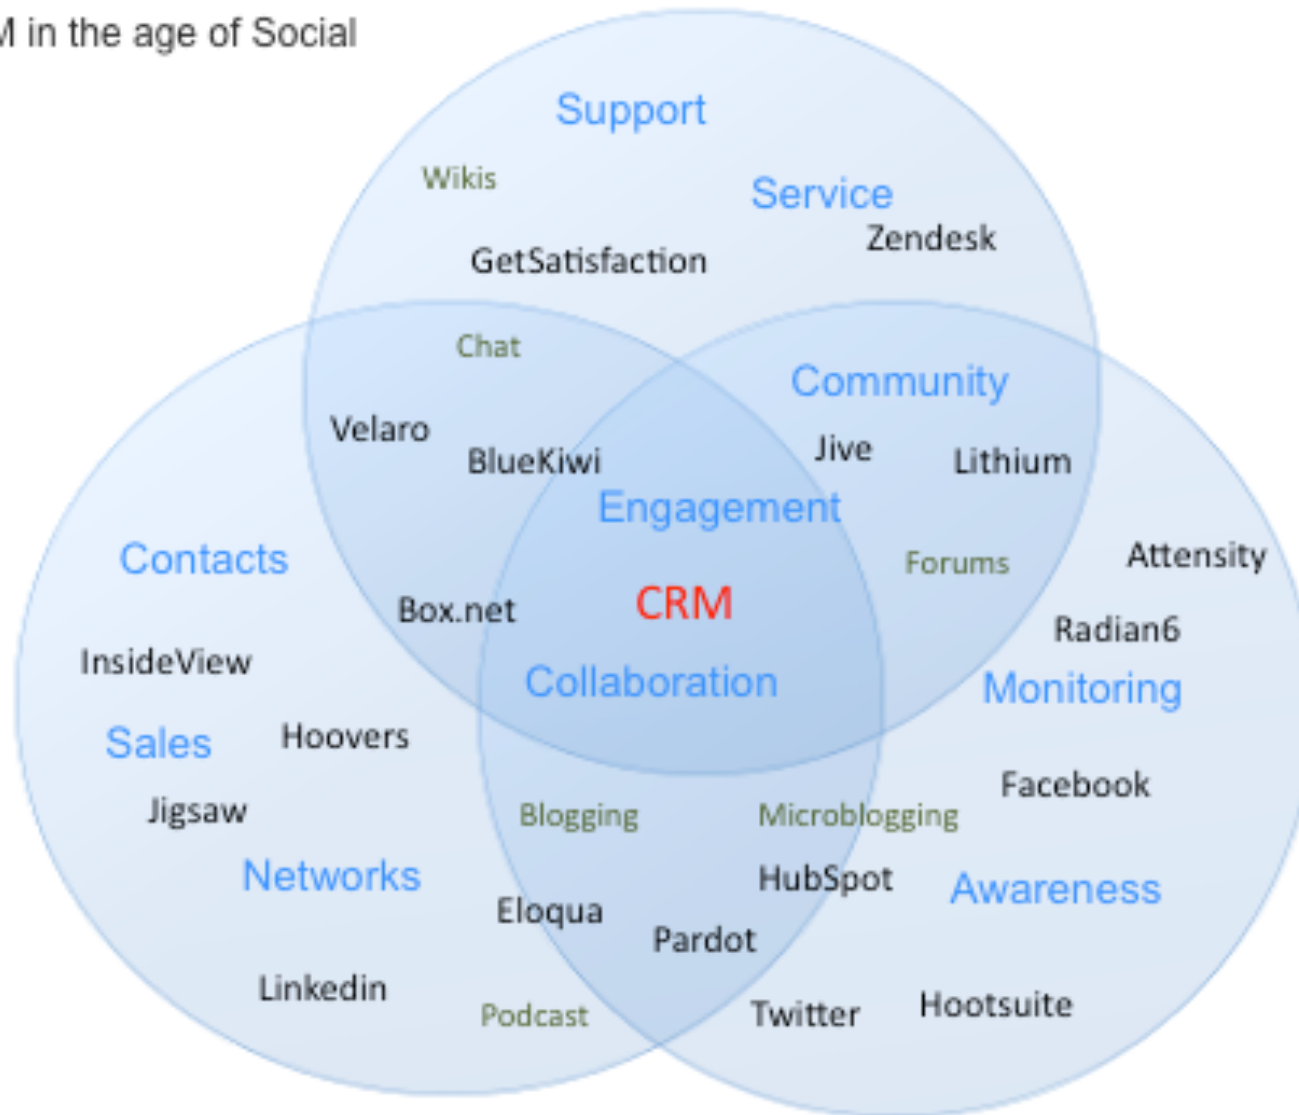 M in the age of Social
Support
Wikis
Service
Zendesk
GetSatisfaction
Chat
Community
Velaro
BlueKiwi
Jive
Lithium
Engagement
Contacts
Forums
Attensity
Box.net
CRM
Radian6
InsideView
Collaboration
Monitoring
Sales
Hoovers
Facebook
Jigsaw
Blogging
Microblogging
Networks
HubSpot
Awareness
Eloqua
Pardot
Linkedin
Podcast
Twitter
Hootsuite